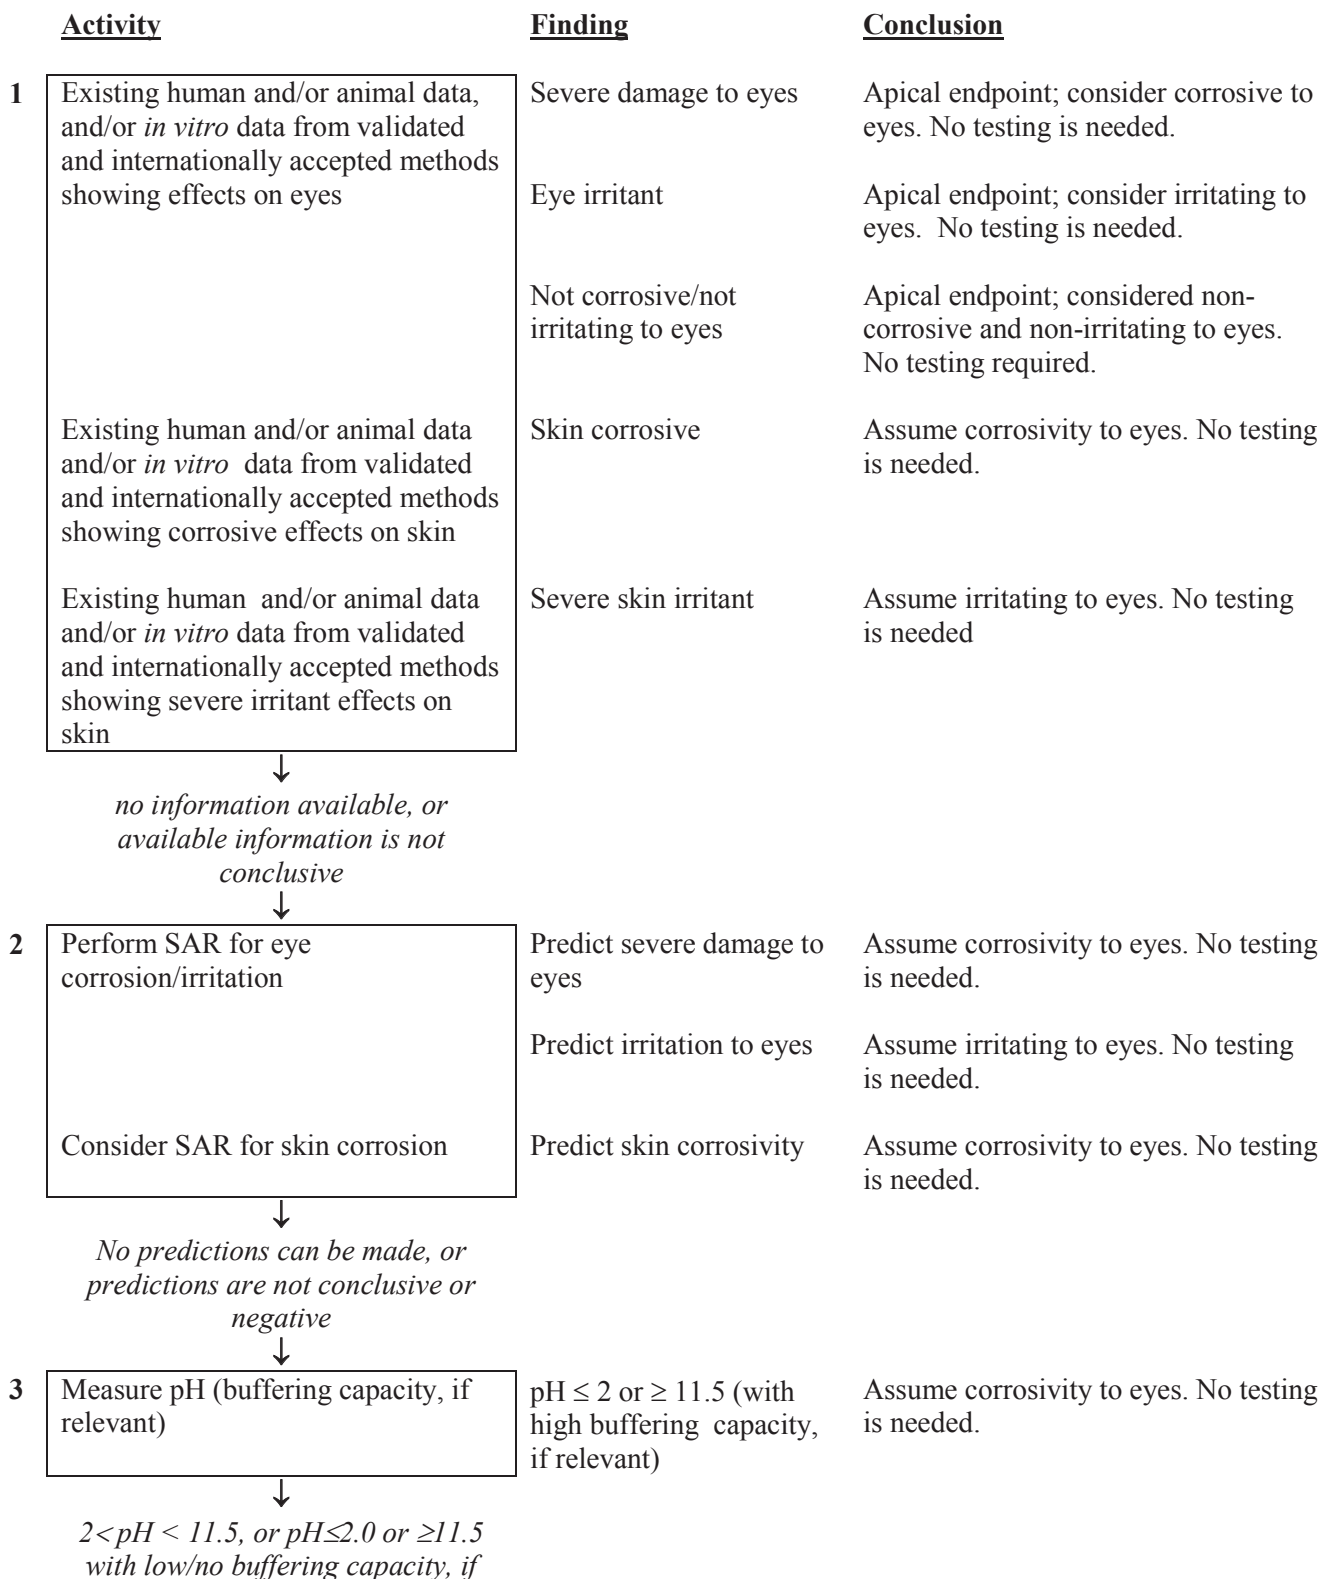 Activity Finding Conclusion
1 Existing human and/or animal data,
and/or in vitro data from validated
and internationally accepted methods
showing effects on eyes
Severe damage to eyes
Apical endpoint; consider corrosive to
eyes. No testing is needed.
Eye irritant
Apical endpoint; consider irritating to
eyes.  No testing is needed.
Not corrosive/not
irritating to eyes
Apical endpoint; considered non-
corrosive and non-irritating to eyes.
No testing required.
Existing human and/or animal data
and/or in vitro  data from validated
and internationally accepted methods
showing corrosive effects on skin
Skin corrosive
Assume corrosivity to eyes. No testing
is needed.
Existing human  and/or animal data
and/or in vitro data from validated
and internationally accepted methods
showing severe irritant effects on
skin
Severe skin irritant
Assume irritating to eyes. No testing
is needed
↓
no information available, or
available information is not
conclusive
↓
2 Perform SAR for eye
corrosion/irritation
Predict severe damage to
eyes
Assume corrosivity to eyes. No testing
is needed.
Predict irritation to eyes
Assume irritating to eyes. No testing
is needed.
Consider SAR for skin corrosion
Predict skin corrosivity
Assume corrosivity to eyes. No testing
is needed.
↓
No predictions can be made, or
predictions are not conclusive or
negative
↓
3 Measure pH (buffering capacity, if
relevant)
pH ≤ 2 or ≥ 11.5 (with
high buffering  capacity,
if relevant)
Assume corrosivity to eyes. No testing
is needed.
↓
2<pH < 11.5, or pH≤2.0 or ≥11.5
with low/no buffering capacity, if